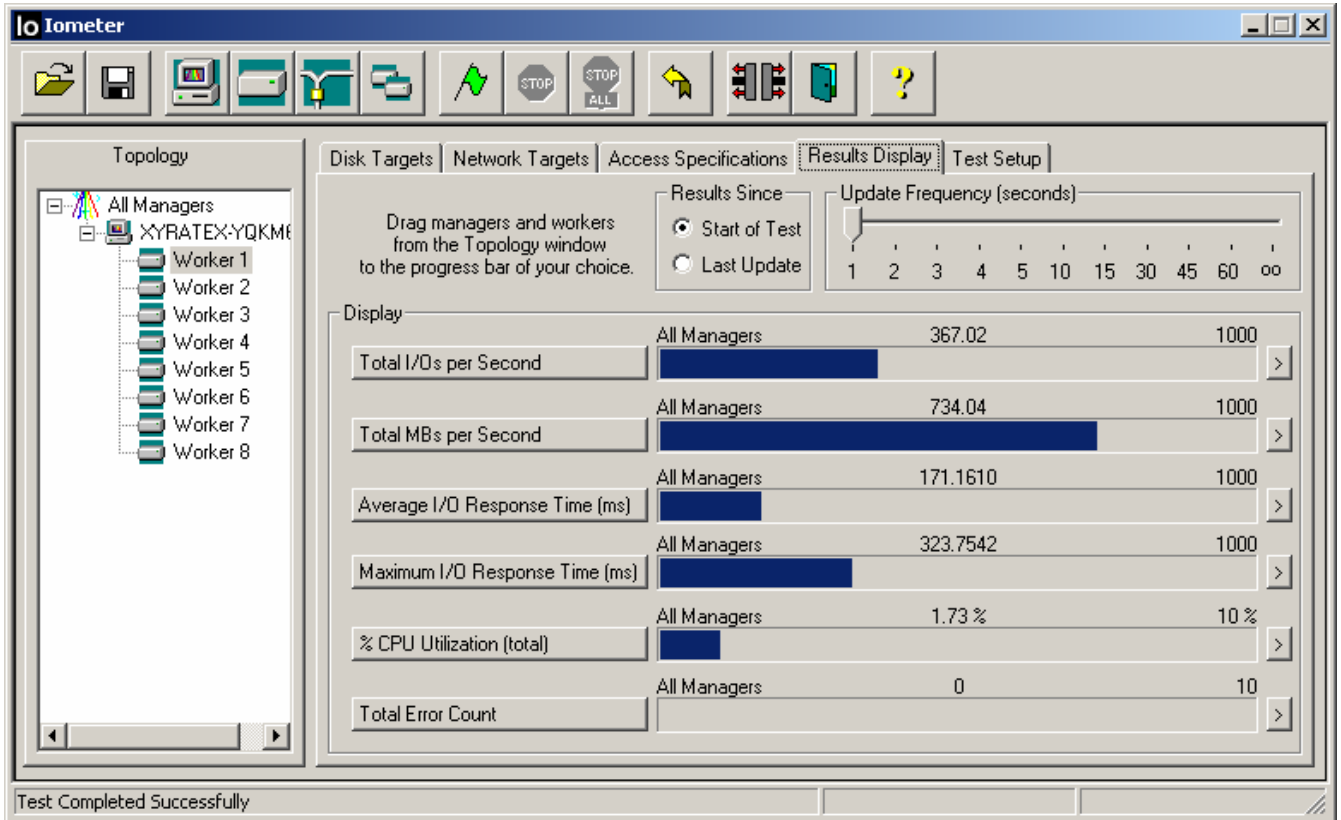 Iometer
STOP
STOP
ALL
Topology
All Managers
XYRATEX-YQKM6
Worker 1
Worker 2
Worker 3
Worker 4
Worker 5
Worker 6
Worker 7
Worker 8
Disk Targets Network Targets Access Specifications Results Display Test Setup
Drag managers and workers
from the Topology window
to the progress bar of your choice.
Results Since
Start of Test
Last Update
Update Frequency (seconds)
1 2 3 4 5 10 15 30 45 60 oo
Display
All Managers 367.02 1000
Total I/Os per Second >
All Managers 734.04 1000
Total MBs per Second >
All Managers 171.1610 1000
Average I/O Response Time (ms) >
All Managers 323.7542 1000
Maximum I/O Response Time (ms) >
All Managers 1.73 % 10 %
% CPU Utilization (total) >
All Managers 0 10
Total Error Count >
Test Completed Successfully